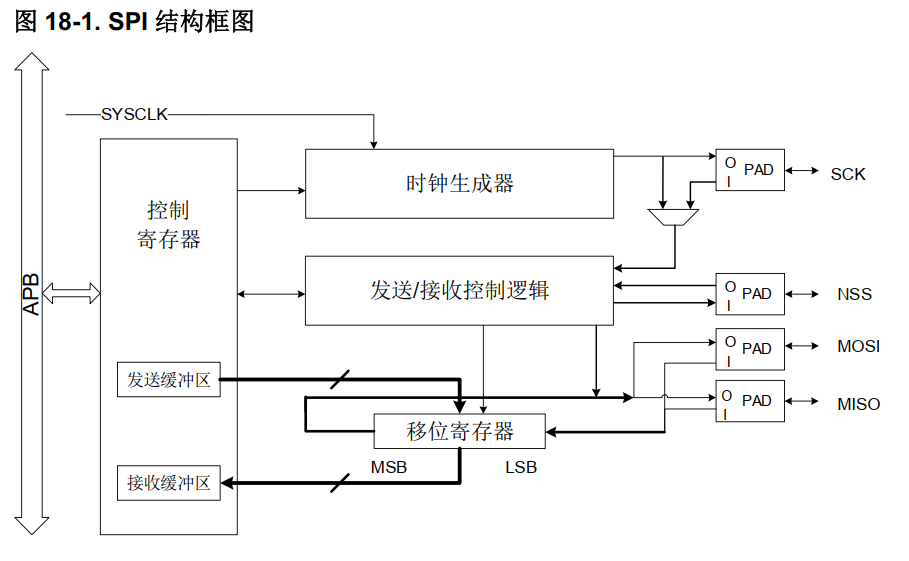 图 18-1. SPI 结构框图
SYSCLK
时钟生成器
O
I
PAD
SCK
控制
寄存器
APB
发送/接收控制逻辑
O
I
PAD
NSS
O
I
PAD
MOSI
发送缓冲区
O
I
PAD
MISO
移位寄存器
MSB
LSB
接收缓冲区